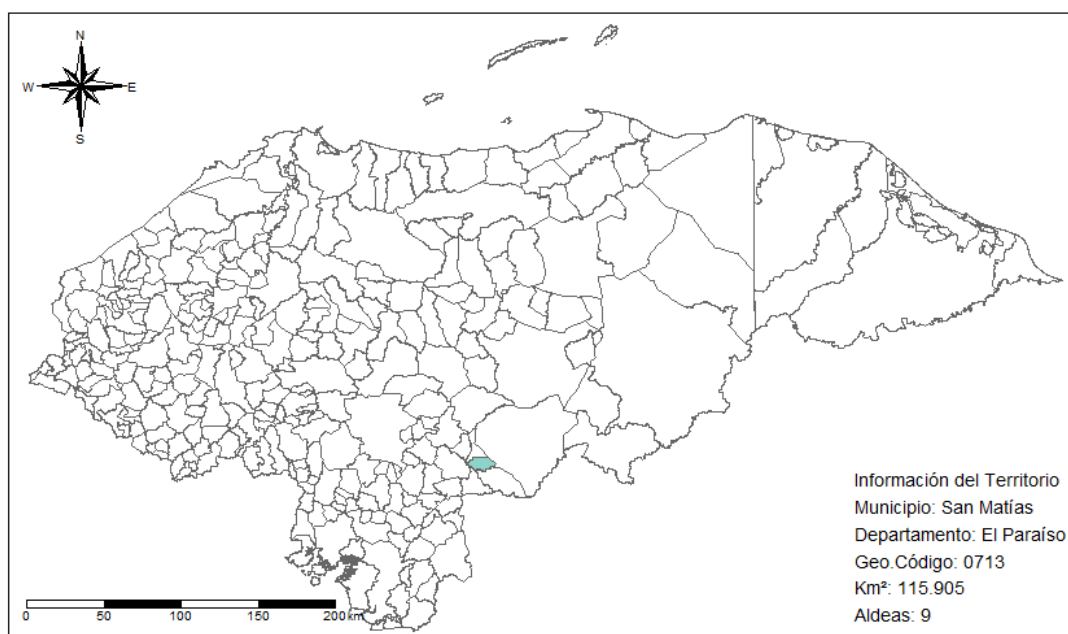 N
W E
S
Información del Territorio
Municipio: San Matías
Departamento: El Paraíso
Geo.Código: 0713
Km²: 115.905
Aldeas: 9
0 50 100 150 200 km